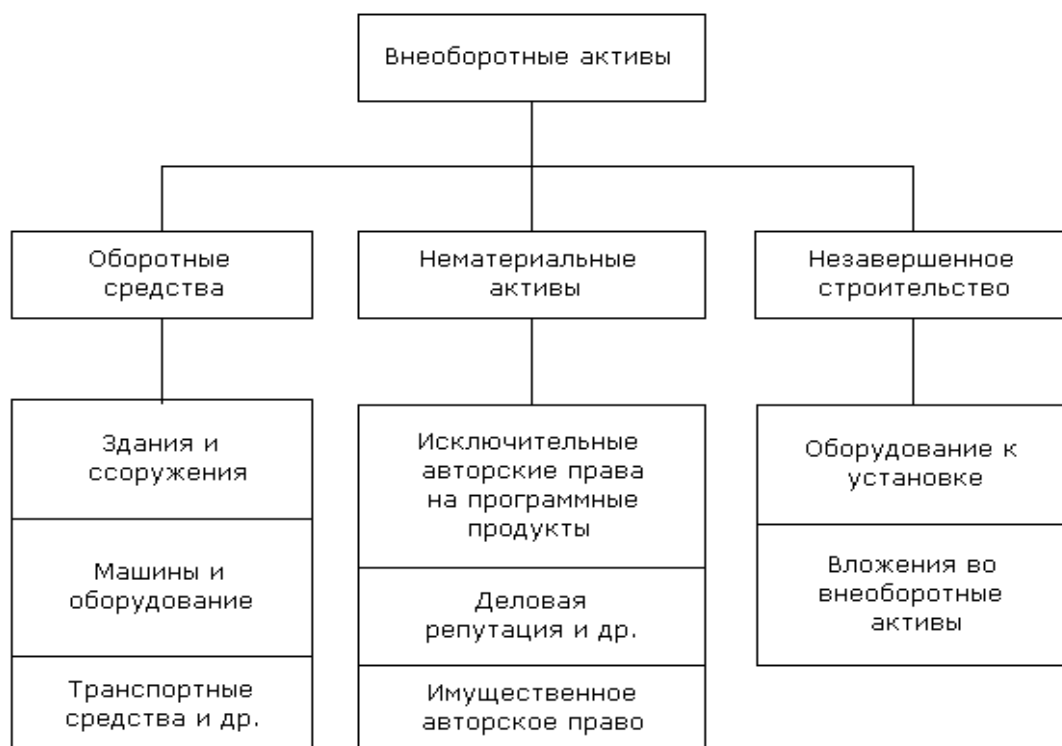 Внеоборотные активы
Оборотные
средства
Нематериальные
активы
Незавершенное
строительство
Здания и
ссоружения
Машины и
оборудование
Транспортные
средства и др.
Исключительные
авторские права
на программные
продукты
Деловая
репутация и др.
Имущественное
авторское право
Оборудование к
установке
Вложения во
внеоборотные
активы